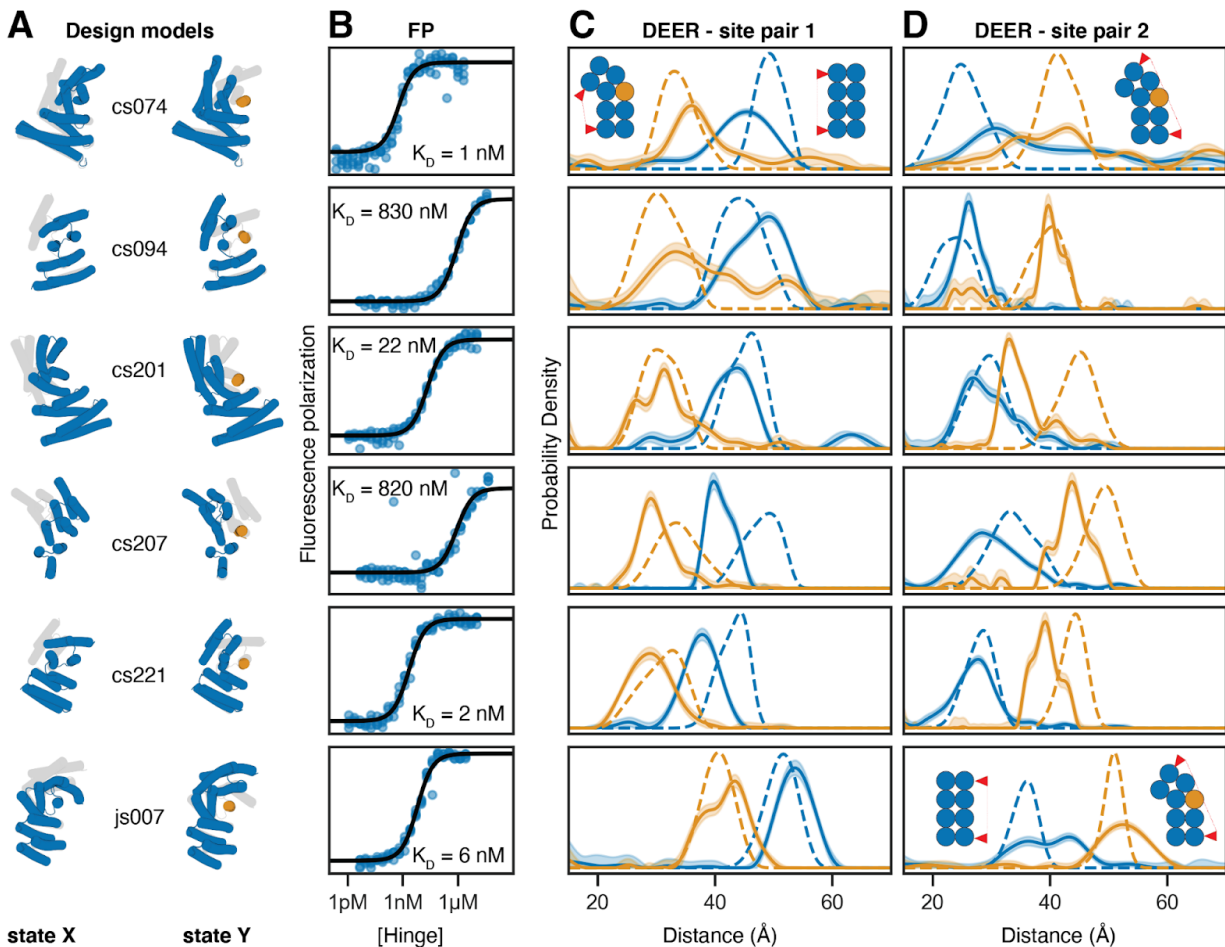 A
Design models
B
FP
C
DEER - site pair 1
D
DEER - site pair 2
cs074
K_D = 1 nM
cs094
K_D = 830 nM
cs201
K_D = 22 nM
cs207
K_D = 820 nM
cs221
K_D = 2 nM
js007
K_D = 6 nM
Fluorescence polarization
Probability Density
1pM 1nM 1µM
20 40 60
20 40 60
state X
state Y
[Hinge]
Distance (Å)
Distance (Å)